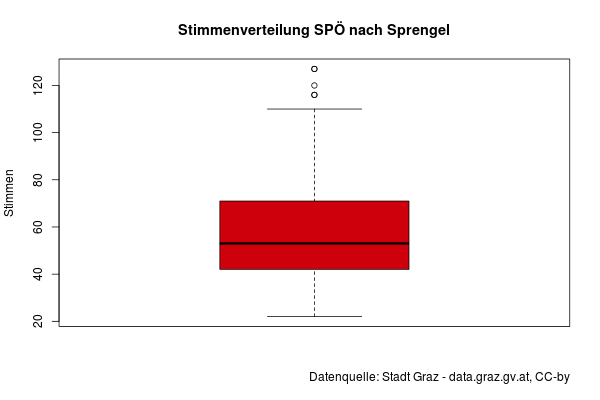 Stimmenverteilung SPÖ nach Sprengel
Stimmen
120
100
80
60
40
20
Datenquelle: Stadt Graz - data.graz.gv.at, CC-by